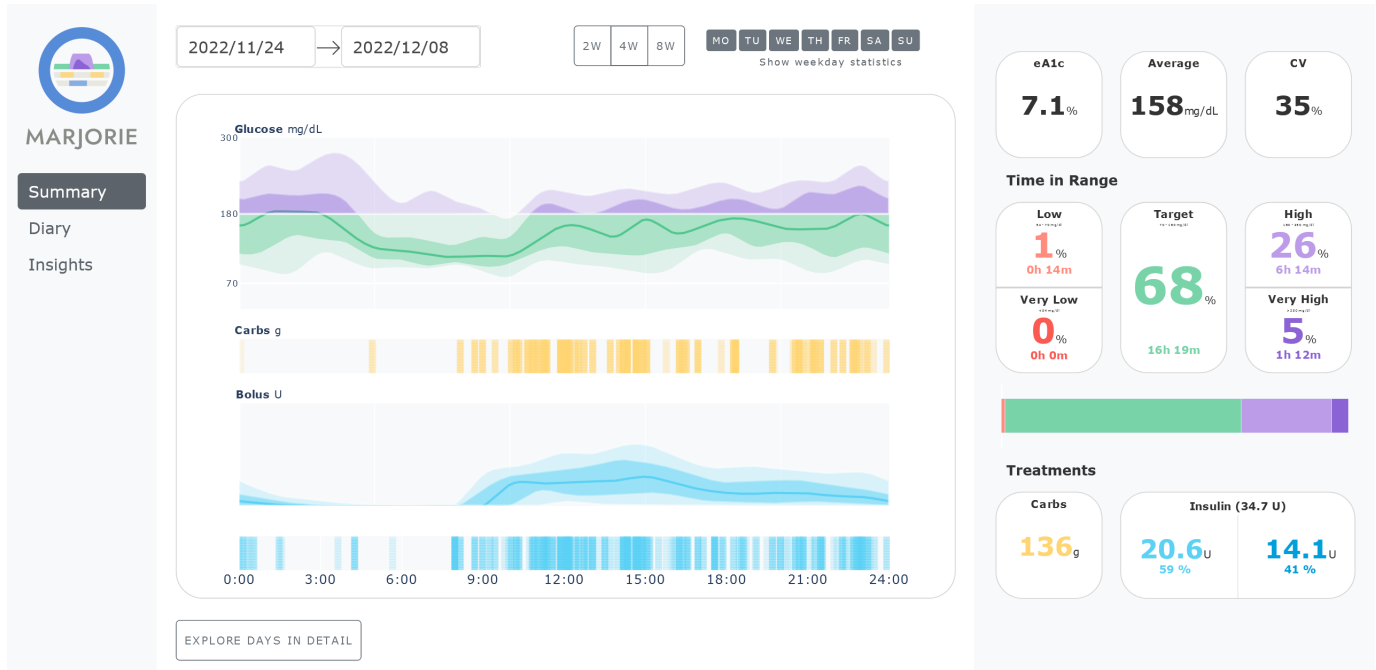 MARJORIE
Summary
Diary
Insights
2022/11/24
2022/12/08
2W
4W
8W
MO
TU
WE
TH
FR
SA
SU
Show weekday statistics
Glucose mg/dL
300
180
70
Carbs g
Bolus U
0:00
3:00
6:00
9:00
12:00
15:00
18:00
21:00
24:00
EXPLORE DAYS IN DETAIL
eA1c
7.1%
Average
158mg/dL
CV
35%
Time in Range
Low
1%
0h 14m
Very Low
0%
0h 0m
Target
68%
16h 19m
High
26%
6h 14m
Very High
5%
1h 12m
Treatments
Carbs
136g
Insulin (34.7 U)
20.6U
59 %
14.1U
41 %